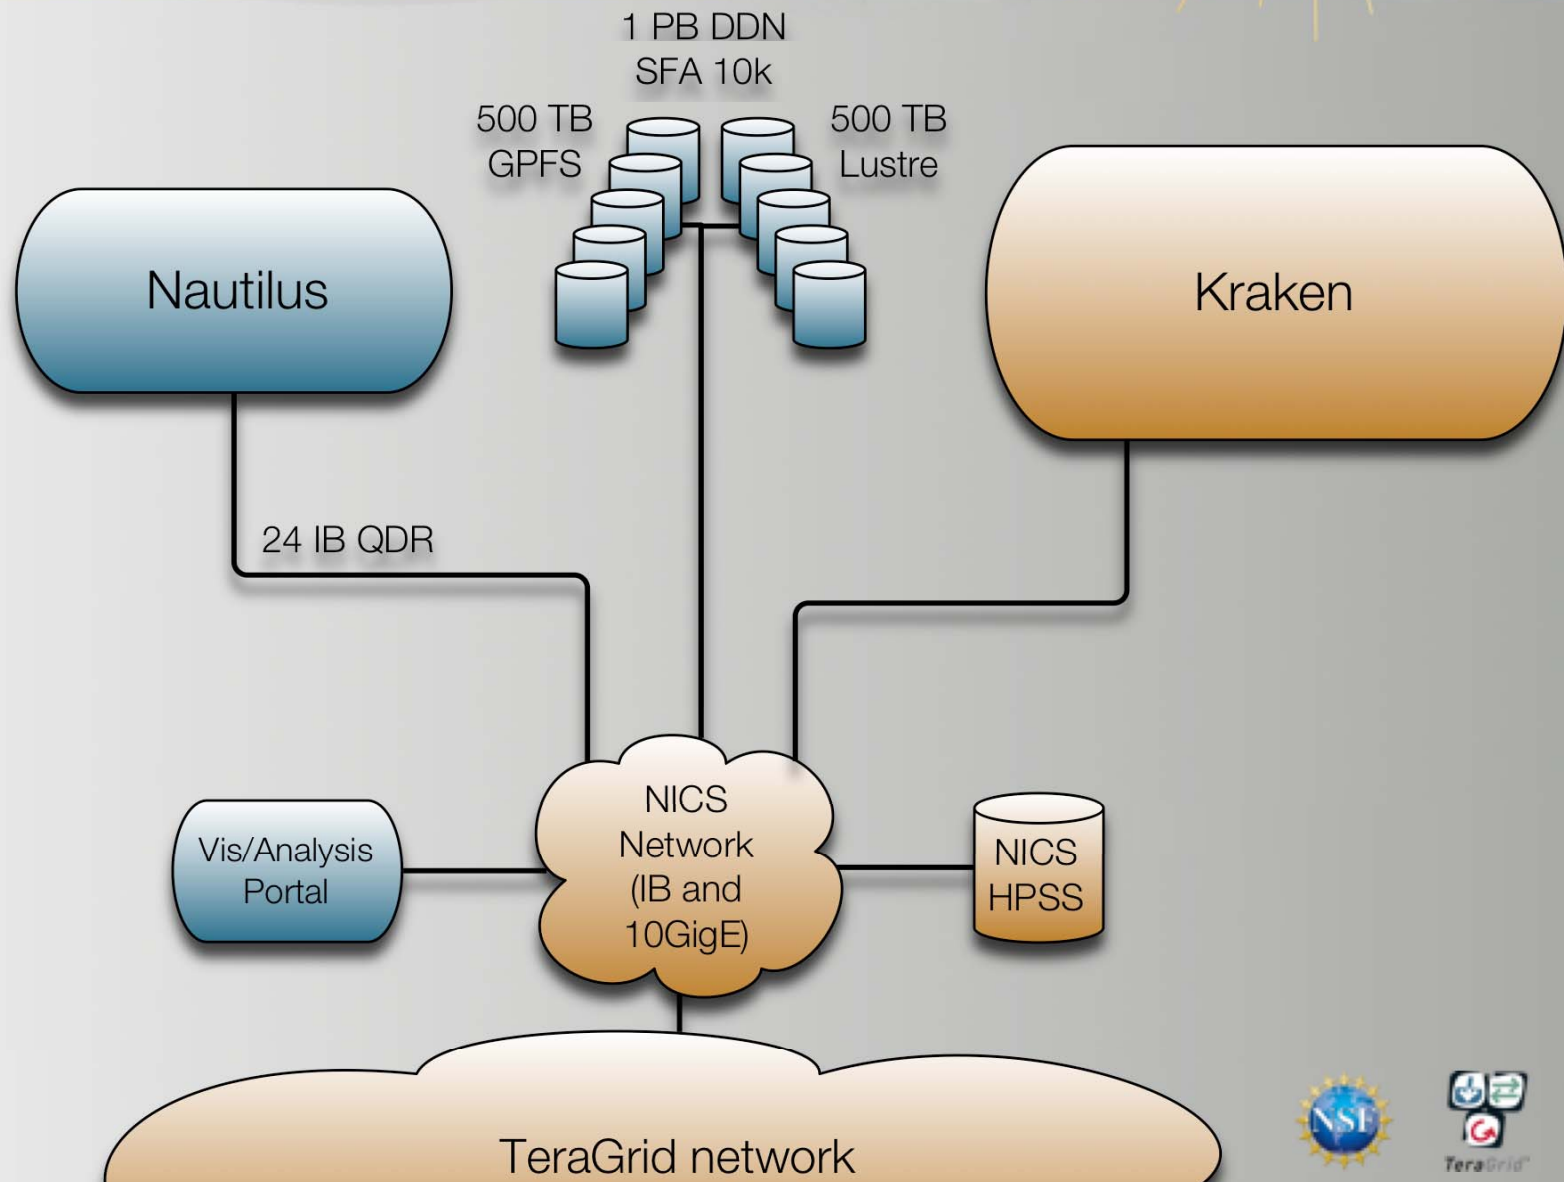 1 PB DDN
SFA 10k
500 TB
GPFS
500 TB
Lustre
Nautilus
Kraken
24 IB QDR
NICS
Network
(IB and
10GigE)
Vis/Analysis
Portal
NICS
HPSS
TeraGrid network
NSF
TeraGrid